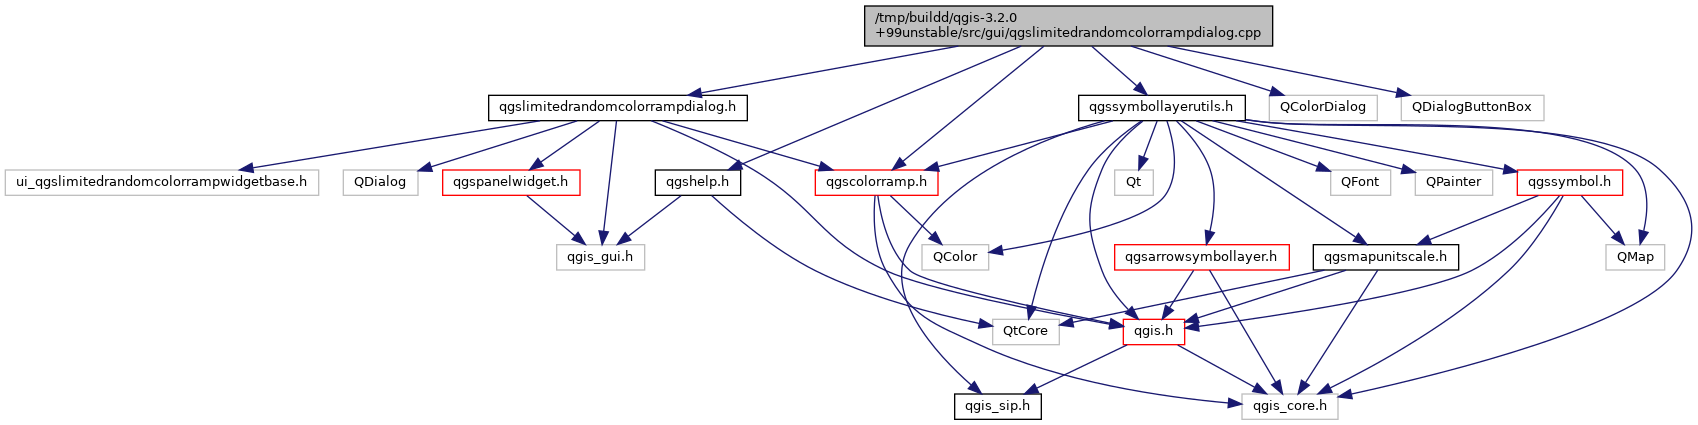 /tmp/buildd/qgis-3.2.0
+99unstable/src/gui/qgslimitedrandomcolorrampdialog.cpp
qgslimitedrandomcolorrampdialog.h
qgssymbollayerutils.h
QColorDialog
QDialogButtonBox
ui_qgslimitedrandomcolorrampwidgetbase.h
QDialog
qgspanelwidget.h
qgshelp.h
qgscolorramp.h
Qt
QFont
QPainter
qgssymbol.h
qgis_gui.h
QColor
qgsarrowsymbollayer.h
qgsmapunitscale.h
QMap
QtCore
qgis.h
qgis_sip.h
qgis_core.h